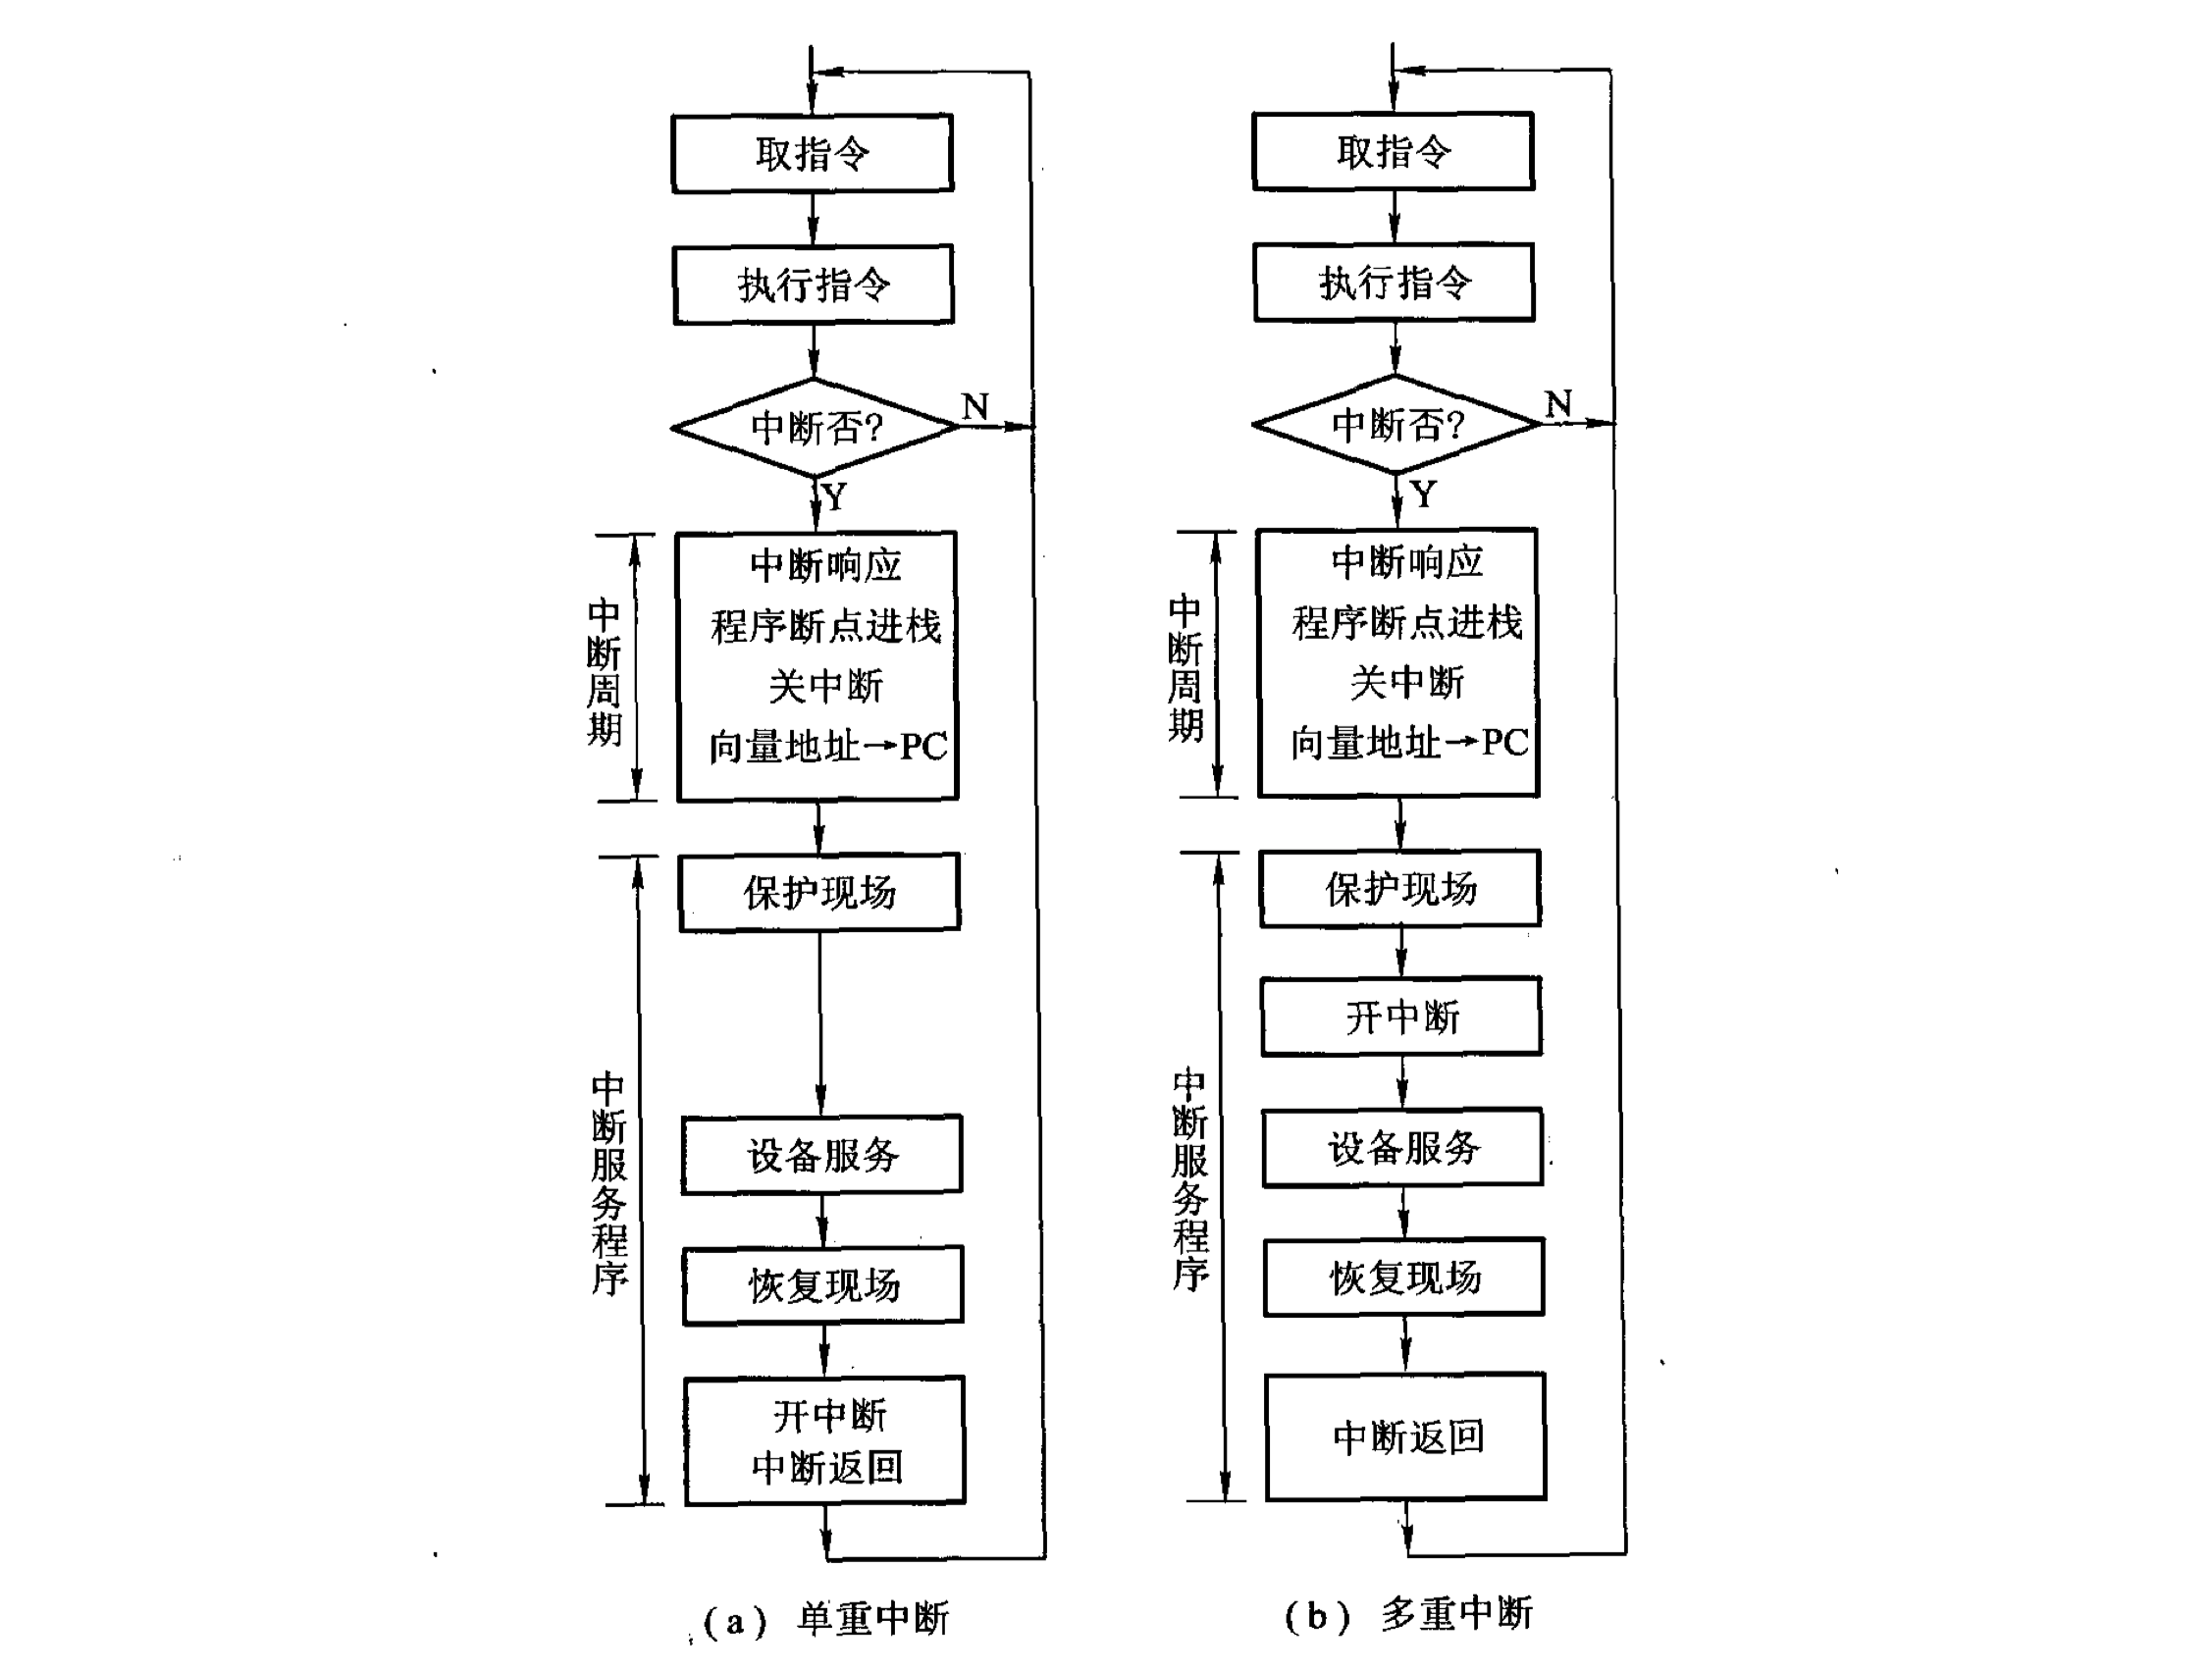 取指令
执行指令
中断否?
N
Y
中断响应
程序断点进栈
关中断
向量地址→PC
中断周期
保护现场
设备服务
恢复现场
开中断
中断返回
中断服务程序
(a) 单重中断
取指令
执行指令
中断否?
N
Y
中断响应
程序断点进栈
关中断
向量地址→PC
中断周期
保护现场
开中断
设备服务
恢复现场
中断返回
中断服务程序
(b) 多重中断